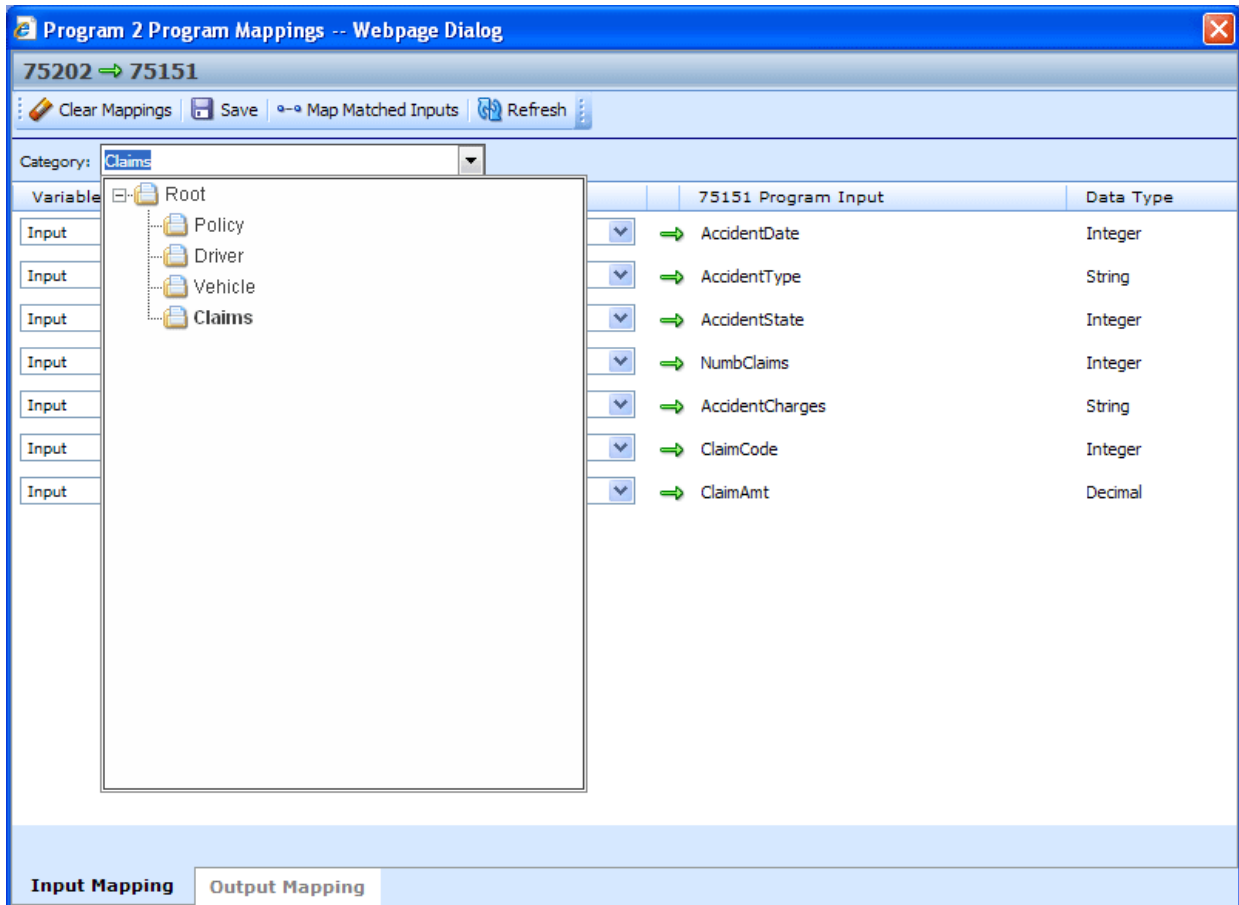 Program 2 Program Mappings -- Webpage Dialog
75202 75151
Clear Mappings Save Map Matched Inputs Refresh
Category: Claims
Variable 75151 Program Input Data Type
Root
Policy
Driver
Vehicle
Claims
Input AccidentDate Integer
Input AccidentType String
Input AccidentState Integer
Input NumbClaims Integer
Input AccidentCharges String
Input ClaimCode Integer
Input ClaimAmt Decimal
Input Mapping Output Mapping